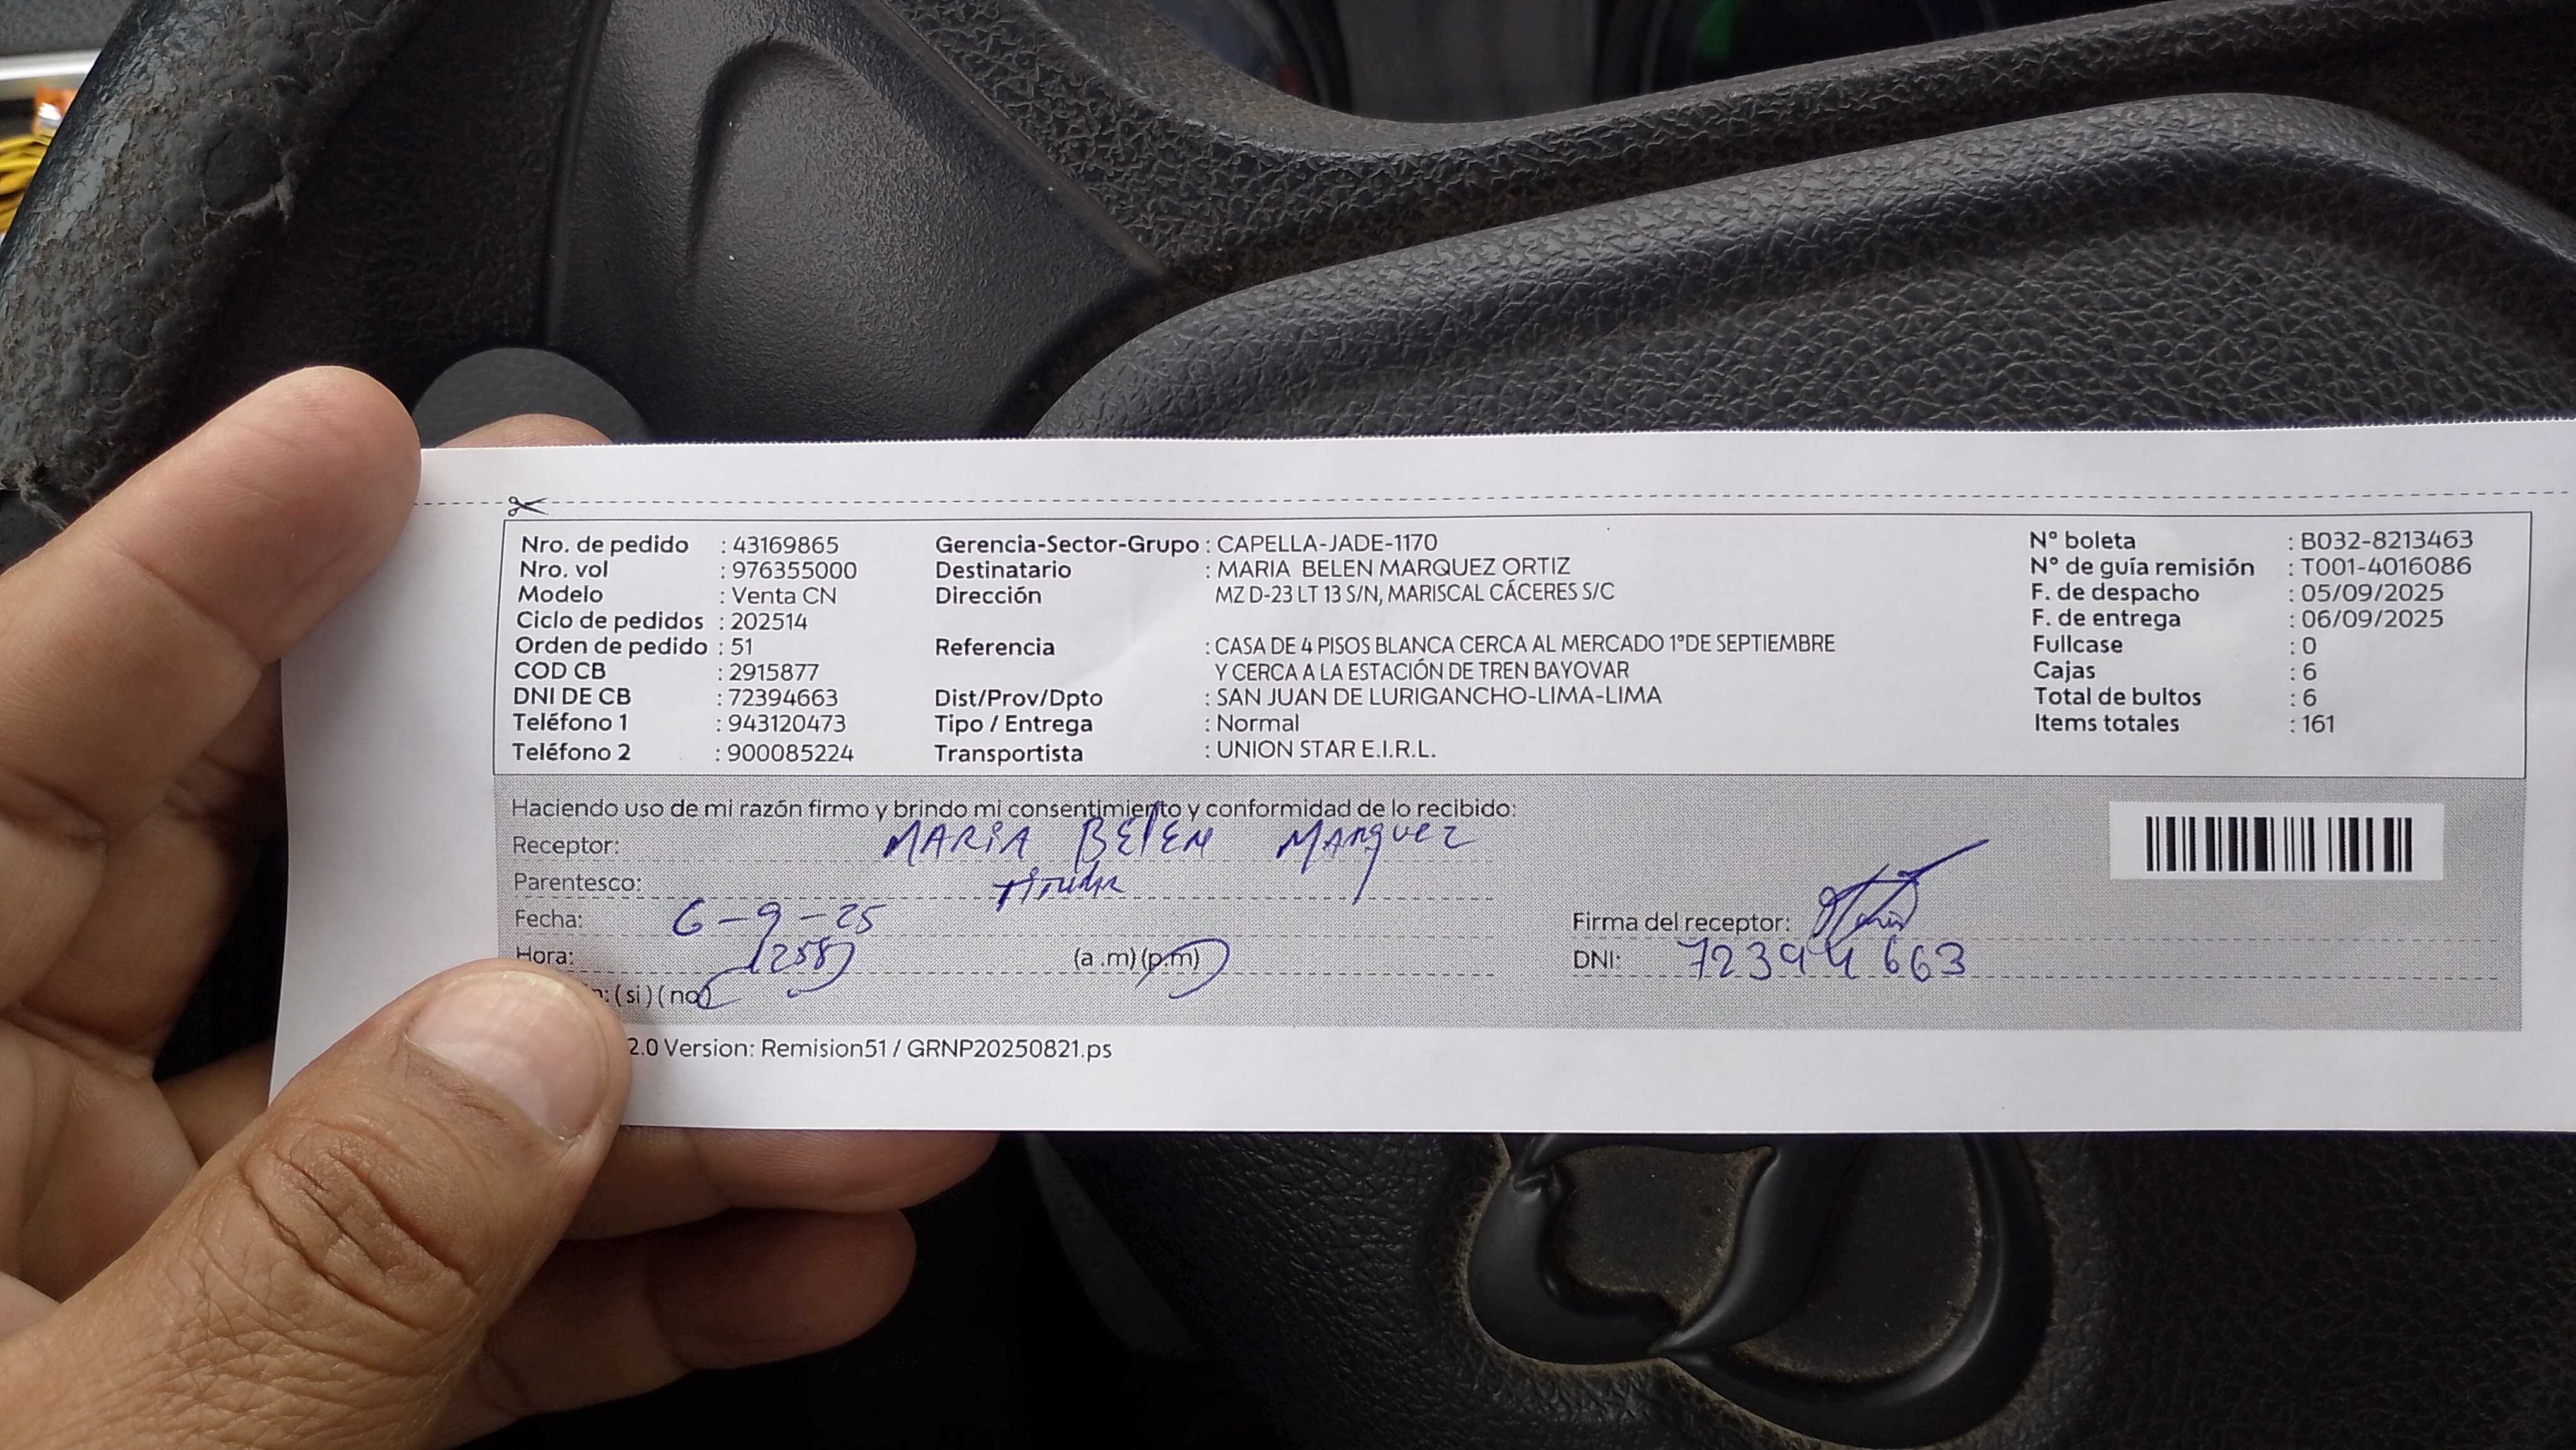 Nro. de pedido : 43169865 Gerencia-Sector-Grupo : CAPELLA-JADE-1170 N° boleta : B032-8213463
Nro. vol : 976355000 Destinatario : MARIA BELEN MARQUEZ ORTIZ N° de guía remisión : T001-4016086
Modelo : Venta CN Dirección MZ D-23 LT 13 S/N, MARISCAL CÁCERES S/C F. de despacho : 05/09/2025
Ciclo de pedidos : 202514 F. de entrega : 06/09/2025
Orden de pedido : 51 Referencia : CASA DE 4 PISOS BLANCA CERCA AL MERCADO 1°DE SEPTIEMBRE Fullcase : 0
COD CB : 2915877 Y CERCA A LA ESTACIÓN DE TREN BAYOVAR Cajas : 6
DNI DE CB : 72394663 Dist/Prov/Dpto : SAN JUAN DE LURIGANCHO-LIMA-LIMA Total de bultos : 6
Teléfono 1 : 943120473 Tipo / Entrega : Normal Items totales : 161
Teléfono 2 : 900085224 Transportista : UNION STAR E.I.R.L.
Haciendo uso de mi razón firmo y brindo mi consentimiento y conformidad de lo recibido:
Receptor: MARIA BELEN Marquez
Parentesco:
Fecha: 6-9-25 Firma del receptor:
Hora: 1258 (a .m) (p.m) DNI: 72394663
(si) (no)
2.0 Version: Remision51 / GRNP20250821.ps